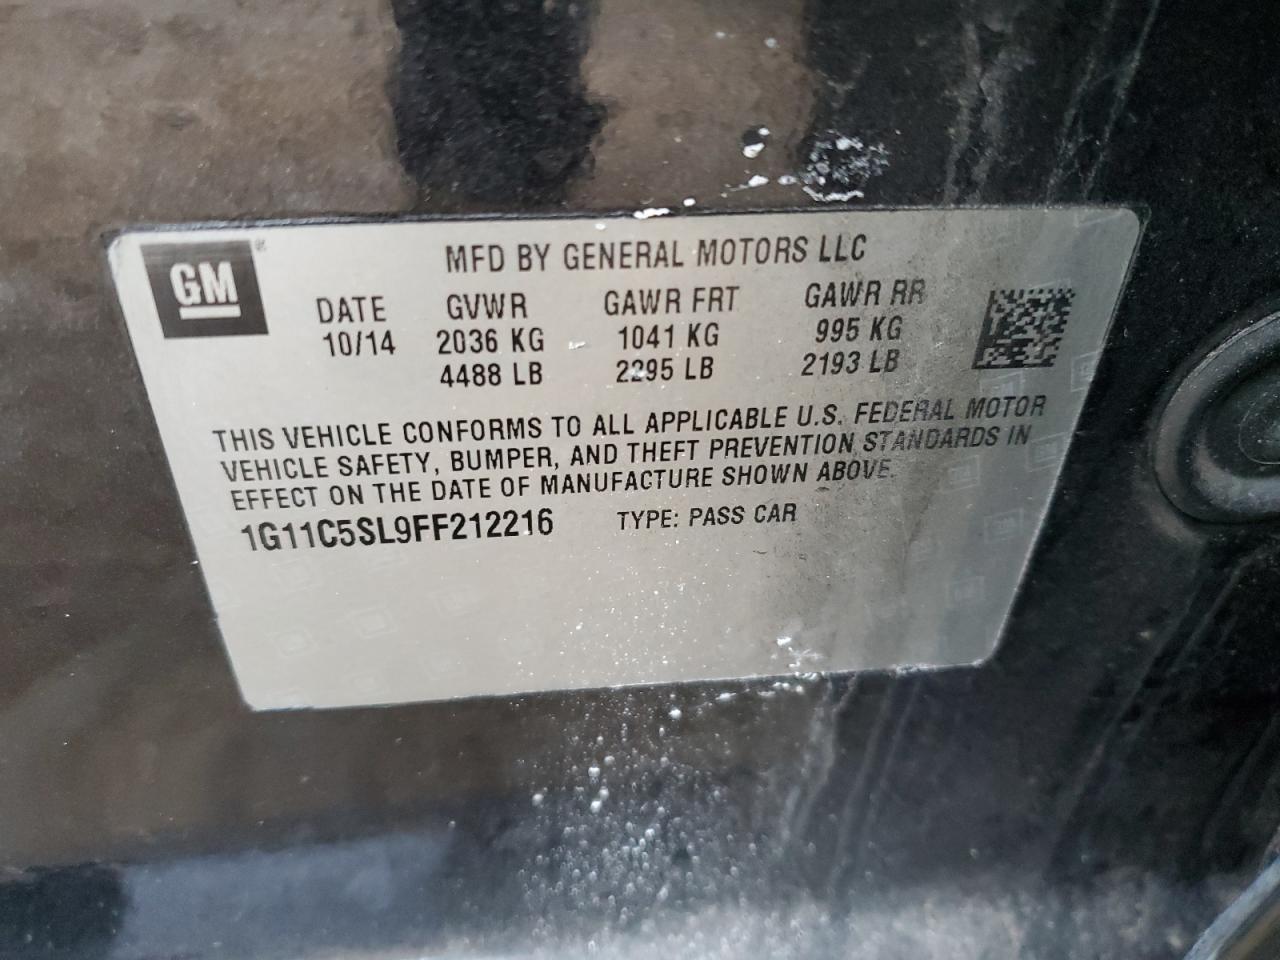 GM ®
MFD BY GENERAL MOTORS LLC
DATE GVWR GAWR FRT GAWR RR
10/14 2036 KG 1041 KG 995 KG
4488 LB 2295 LB 2193 LB
THIS VEHICLE CONFORMS TO ALL APPLICABLE U.S. FEDERAL MOTOR
VEHICLE SAFETY, BUMPER, AND THEFT PREVENTION STANDARDS IN
EFFECT ON THE DATE OF MANUFACTURE SHOWN ABOVE.
1G11C5SL9FF212216 TYPE: PASS CAR